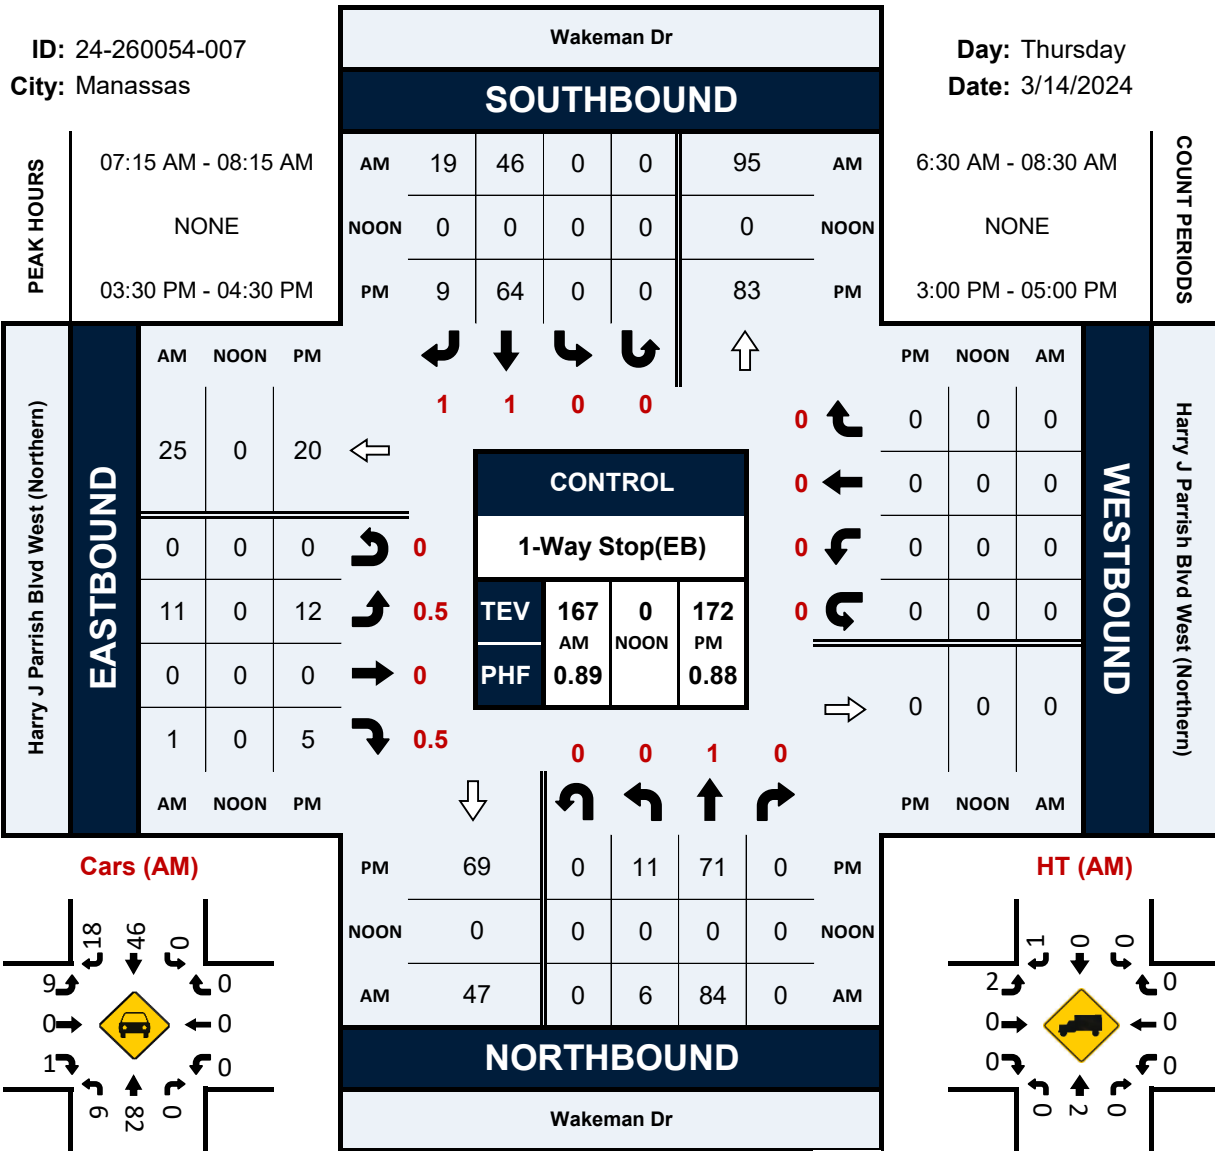 ID: 24-260054-007
City: Manassas
Wakeman Dr
Day: Thursday
Date: 3/14/2024
SOUTHBOUND
PEAK HOURS
07:15 AM - 08:15 AM
NONE
03:30 PM - 04:30 PM
AM 19 46 0 0 95 AM
NOON 0 0 0 0 0 NOON
PM 9 64 0 0 83 PM
6:30 AM - 08:30 AM
NONE
3:00 PM - 05:00 PM
COUNT PERIODS
1 1 0 0
Harry J Parrish Blvd West (Northern)
EASTBOUND
AM NOON PM
25 0 20
0 0 0 0
11 0 12 0.5
0 0 0 0
1 0 5 0.5
AM NOON PM
CONTROL
1-Way Stop(EB)
TEV 167 0 172
AM NOON PM
PHF 0.89 0.88
PM NOON AM
0 0 0 0
0 0 0 0
0 0 0 0
0 0 0 0
0 0 0
PM NOON AM
WESTBOUND
Harry J Parrish Blvd West (Northern)
0 0 1 0
PM 69 0 11 71 0 PM
NOON 0 0 0 0 0 NOON
AM 47 0 6 84 0 AM
NORTHBOUND
Wakeman Dr
Cars (AM)
18 46 0
9 0
0 0
1 0
6 82 0
HT (AM)
1 0 0
2 0
0 0
0 0
0 2 0